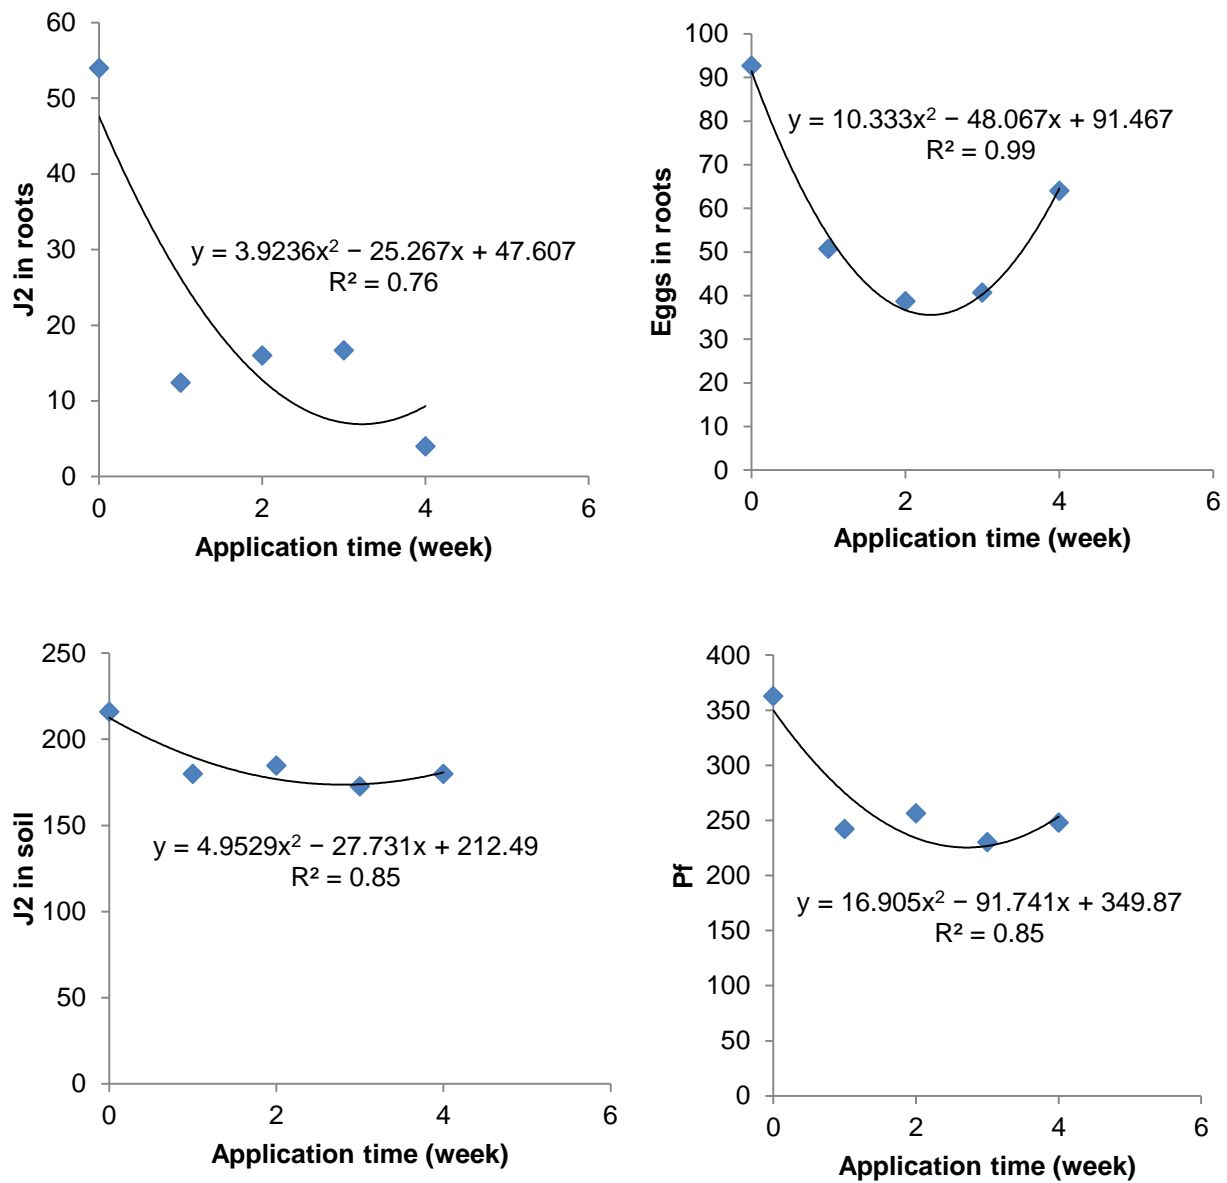 60
50
40
30
20
10
0
J2 in roots
y = 3.9236x² − 25.267x + 47.607
R² = 0.76
0 2 4 6
Application time (week)
100
90
80
70
60
50
40
30
20
10
0
Eggs in roots
y = 10.333x² − 48.067x + 91.467
R² = 0.99
0 2 4 6
Application time (week)
250
200
150
100
50
0
J2 in soil
y = 4.9529x² − 27.731x + 212.49
R² = 0.85
0 2 4 6
Application time (week)
400
350
300
250
200
150
100
50
0
Pf
y = 16.905x² − 91.741x + 349.87
R² = 0.85
0 2 4 6
Application time (week)